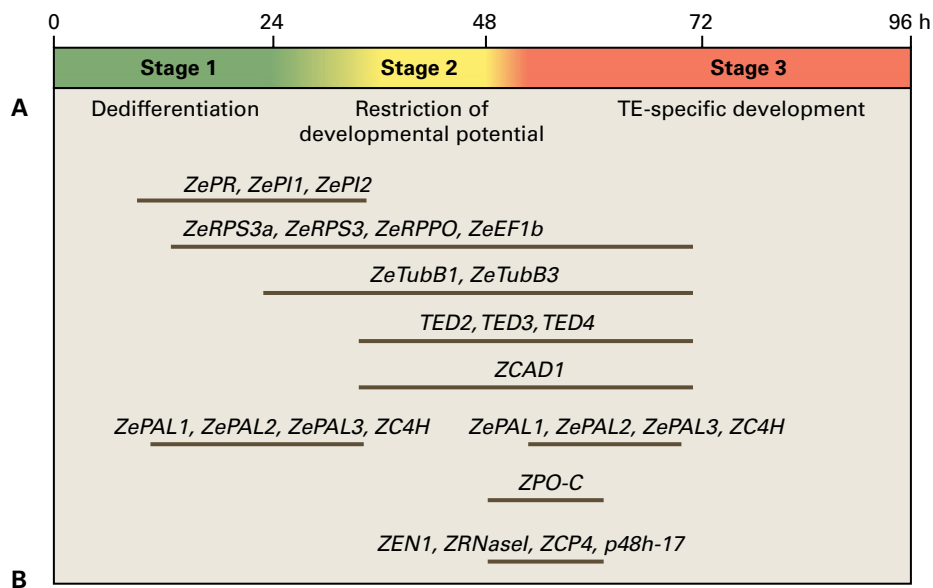 0 24 48 72 96 h
Stage 1 Stage 2 Stage 3
A
Dedifferentiation Restriction of TE-specific development
developmental potential
ZePR, ZePI1, ZePI2
ZeRPS3a, ZeRPS3, ZeRPPO, ZeEF1b
ZeTubB1, ZeTubB3
TED2, TED3, TED4
ZCAD1
ZePAL1, ZePAL2, ZePAL3, ZC4H ZePAL1, ZePAL2, ZePAL3, ZC4H
ZPO-C
ZEN1, ZRNaseI, ZCP4, p48h-17
B